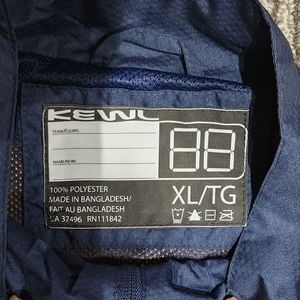 KEWL
TEAM/ÉQUIPE:
NAME/NOM:
88
100% POLYESTER
MADE IN BANGLADESH/
FAIT AU BANGLADESH
CA 37496 RN111842
XL/TG